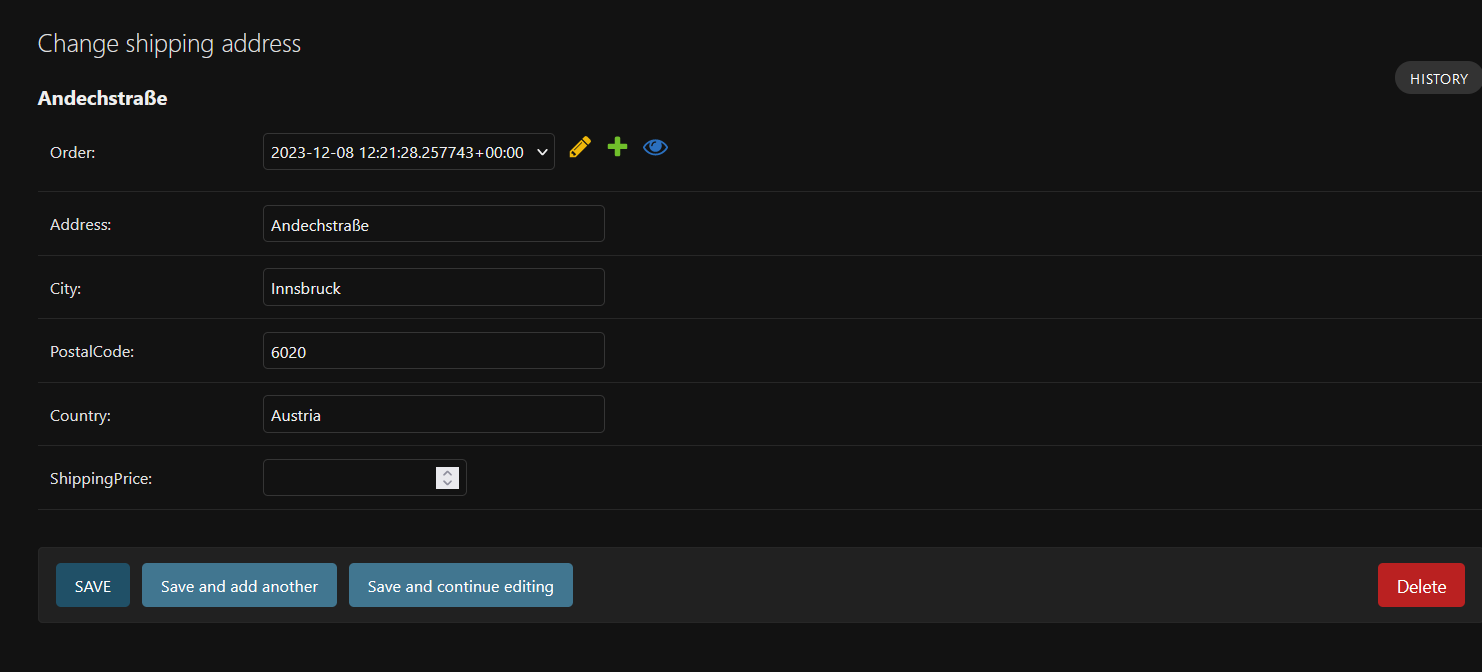 Change shipping address
HISTORY
Andechstraße
Order: 2023-12-08 12:21:28.257743+00:00
Address: Andechstraße
City: Innsbruck
PostalCode: 6020
Country: Austria
ShippingPrice:
SAVE Save and add another Save and continue editing Delete